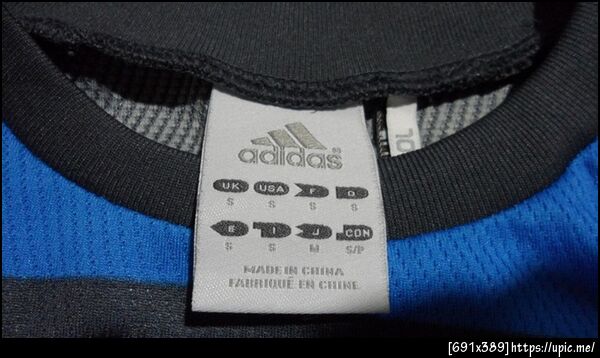 adidas
UK USA F D
S S S S
E J CDN
S S M S/P
MADE IN CHINA
FABRIQUÉ EN CHINE
[691x389]https://upic.me/